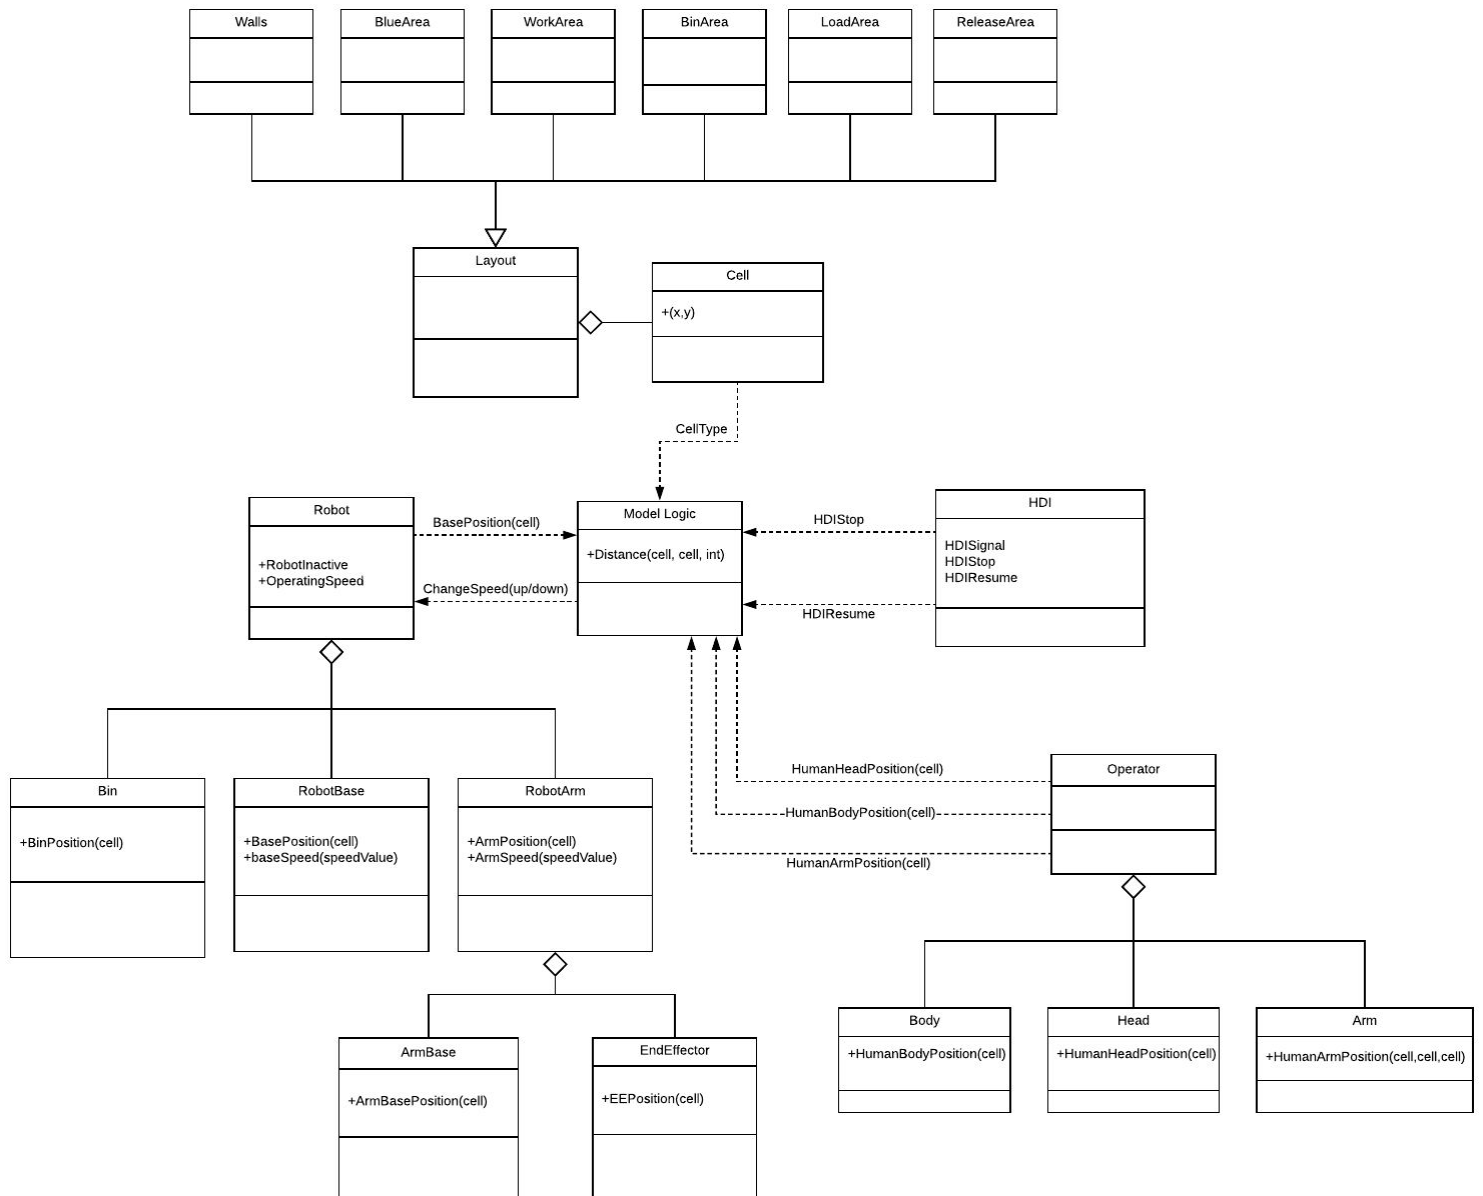 Walls
BlueArea
WorkArea
BinArea
LoadArea
ReleaseArea
Layout
Cell
+(x,y)
CellType
Robot
+RobotInactive
+OperatingSpeed
BasePosition(cell)
ChangeSpeed(up/down)
Model Logic
+Distance(cell, cell, int)
HDIStop
HDIResume
HDI
HDISignal
HDIStop
HDIResume
HumanHeadPosition(cell)
HumanBodyPosition(cell)
HumanArmPosition(cell)
Operator
Bin
+BinPosition(cell)
RobotBase
+BasePosition(cell)
+baseSpeed(speedValue)
RobotArm
+ArmPosition(cell)
+ArmSpeed(speedValue)
ArmBase
+ArmBasePosition(cell)
EndEffector
+EEPosition(cell)
Body
+HumanBodyPosition(cell)
Head
+HumanHeadPosition(cell)
Arm
+HumanArmPosition(cell,cell,cell)